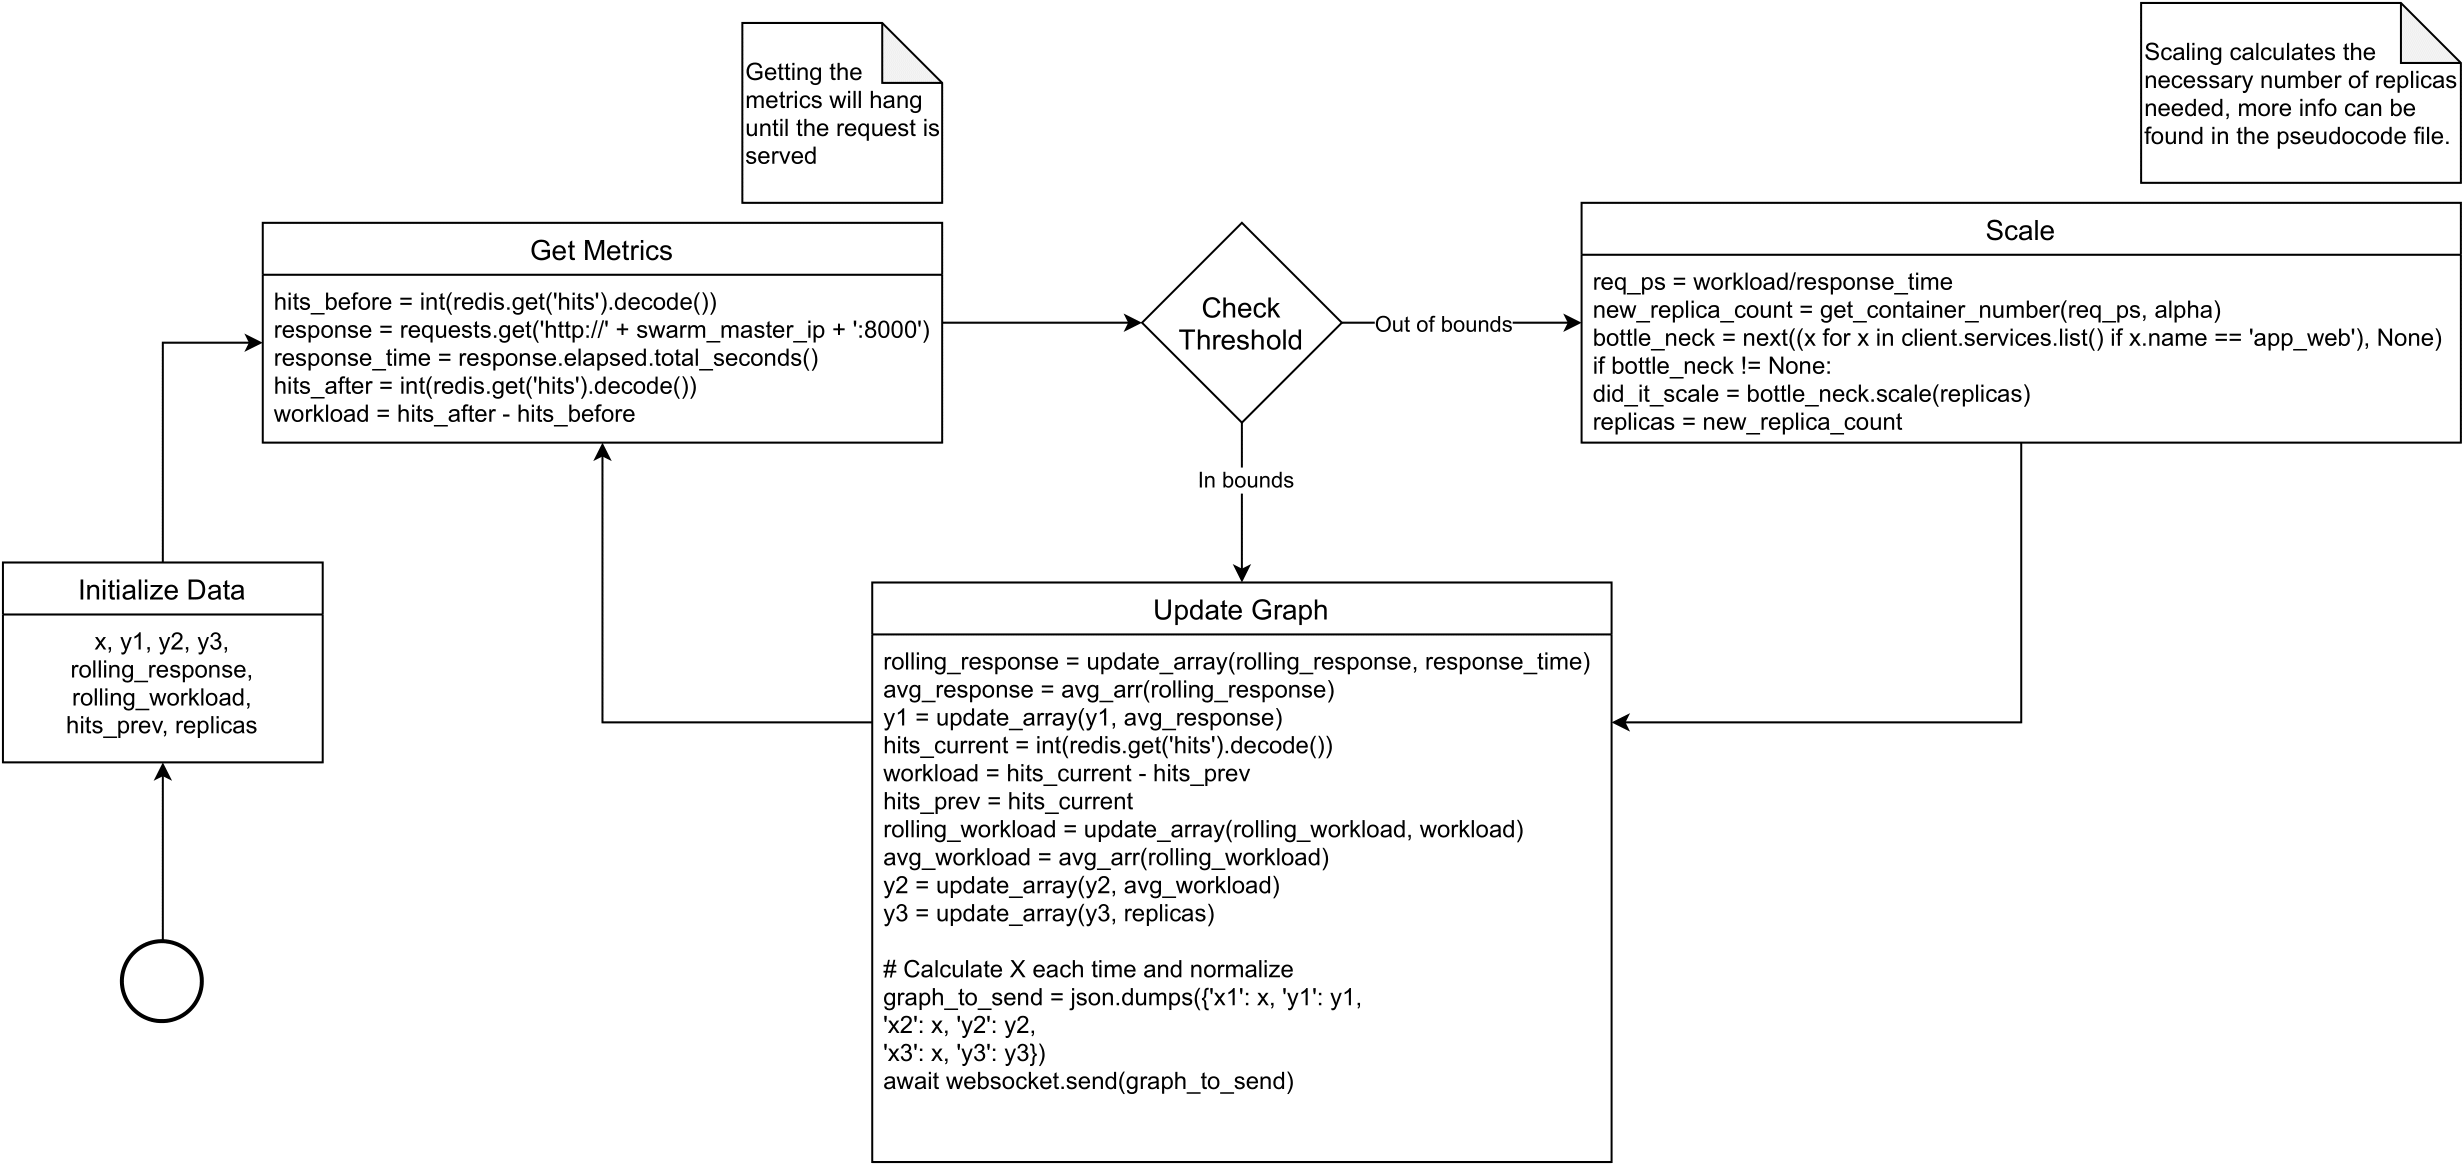 Getting the
metrics will hang
until the request is
served
Scaling calculates the
necessary number of replicas
needed, more info can be
found in the pseudocode file.
Get Metrics
hits_before = int(redis.get('hits').decode())
response = requests.get('http://' + swarm_master_ip + ':8000')
response_time = response.elapsed.total_seconds()
hits_after = int(redis.get('hits').decode())
workload = hits_after - hits_before
Check
Threshold
Out of bounds
Scale
req_ps = workload/response_time
new_replica_count = get_container_number(req_ps, alpha)
bottle_neck = next((x for x in client.services.list() if x.name == 'app_web'), None)
if bottle_neck != None:
did_it_scale = bottle_neck.scale(replicas)
replicas = new_replica_count
In bounds
Initialize Data
x, y1, y2, y3,
rolling_response,
rolling_workload,
hits_prev, replicas
Update Graph
rolling_response = update_array(rolling_response, response_time)
avg_response = avg_arr(rolling_response)
y1 = update_array(y1, avg_response)
hits_current = int(redis.get('hits').decode())
workload = hits_current - hits_prev
hits_prev = hits_current
rolling_workload = update_array(rolling_workload, workload)
avg_workload = avg_arr(rolling_workload)
y2 = update_array(y2, avg_workload)
y3 = update_array(y3, replicas)
# Calculate X each time and normalize
graph_to_send = json.dumps({'x1': x, 'y1': y1,
'x2': x, 'y2': y2,
'x3': x, 'y3': y3})
await websocket.send(graph_to_send)